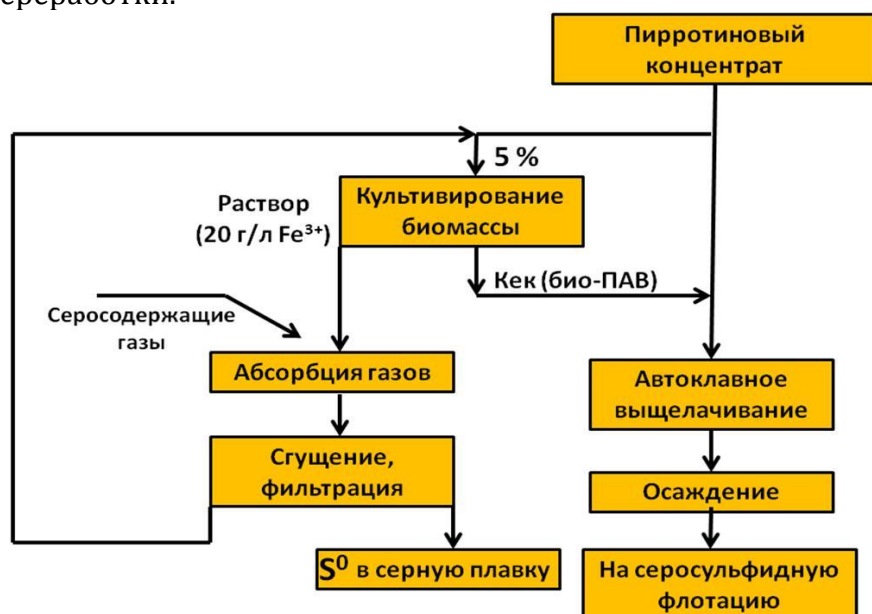 ереработки.
Пирротиновый
концентрат
5 %
Раствор
(20 г/л Fe³⁺)
Культивирование
биомассы
Кек (био-ПАВ)
Серосодержащие
газы
Абсорбция газов
Автоклавное
выщелачивание
Сгущение,
фильтрация
Осаждение
S⁰ в серную плавку
На серосульфидную
флотацию